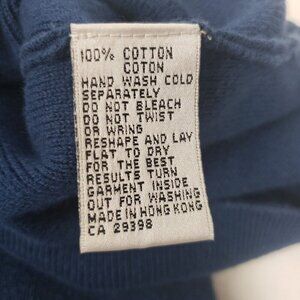 100% COTTON
COTON
HAND WASH COLD
SEPARATELY
DO NOT BLEACH
DO NOT TWIST
OR WRING
RESHAPE AND LAY
FLAT TO DRY
FOR THE BEST
RESULTS TURN
GARMENT INSIDE
OUT FOR WASHING
MADE IN HONG KONG
CA 29398